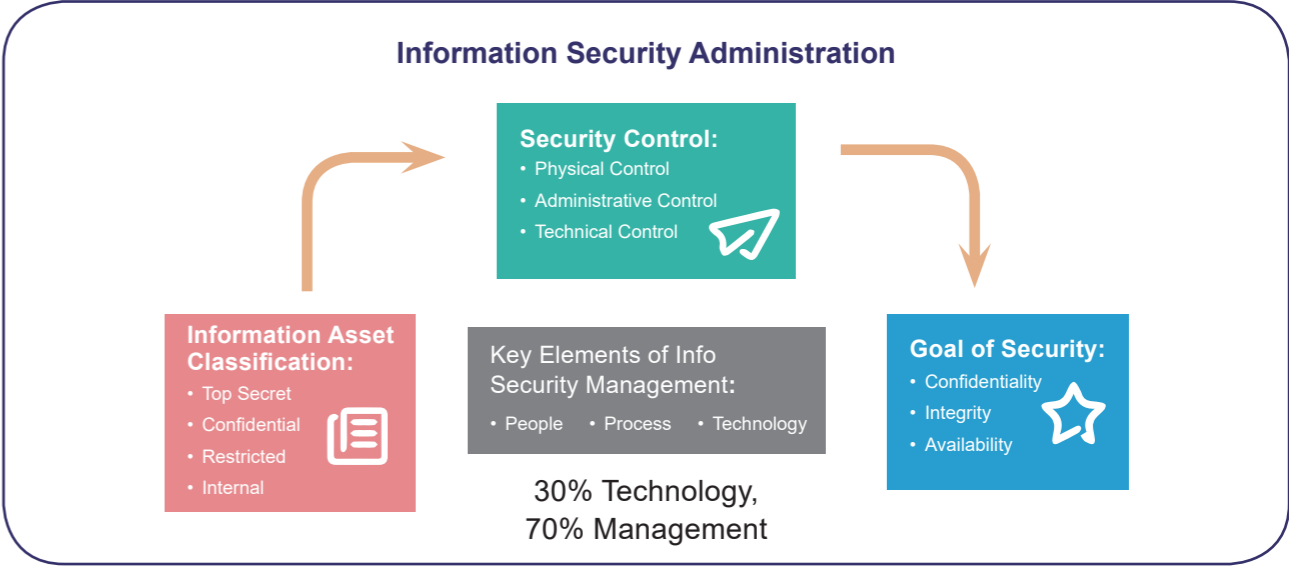 Information Security Administration
Security Control:
• Physical Control
• Administrative Control
• Technical Control
Information Asset
Classification:
• Top Secret
• Confidential
• Restricted
• Internal
Key Elements of Info
Security Management:
• People • Process • Technology
30% Technology,
70% Management
Goal of Security:
• Confidentiality
• Integrity
• Availability